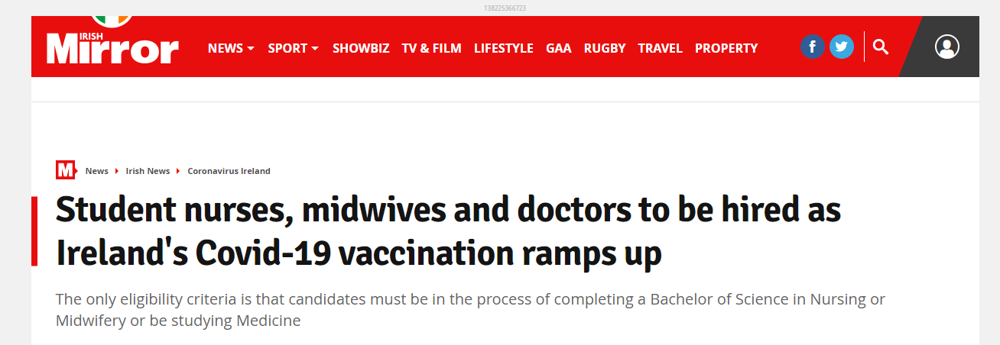 138225366723
IRISH
Mirror
NEWS SPORT SHOWBIZ TV & FILM LIFESTYLE GAA RUGBY TRAVEL PROPERTY
M News Irish News Coronavirus Ireland
Student nurses, midwives and doctors to be hired as
Ireland's Covid-19 vaccination ramps up
The only eligibility criteria is that candidates must be in the process of completing a Bachelor of Science in Nursing or
Midwifery or be studying Medicine